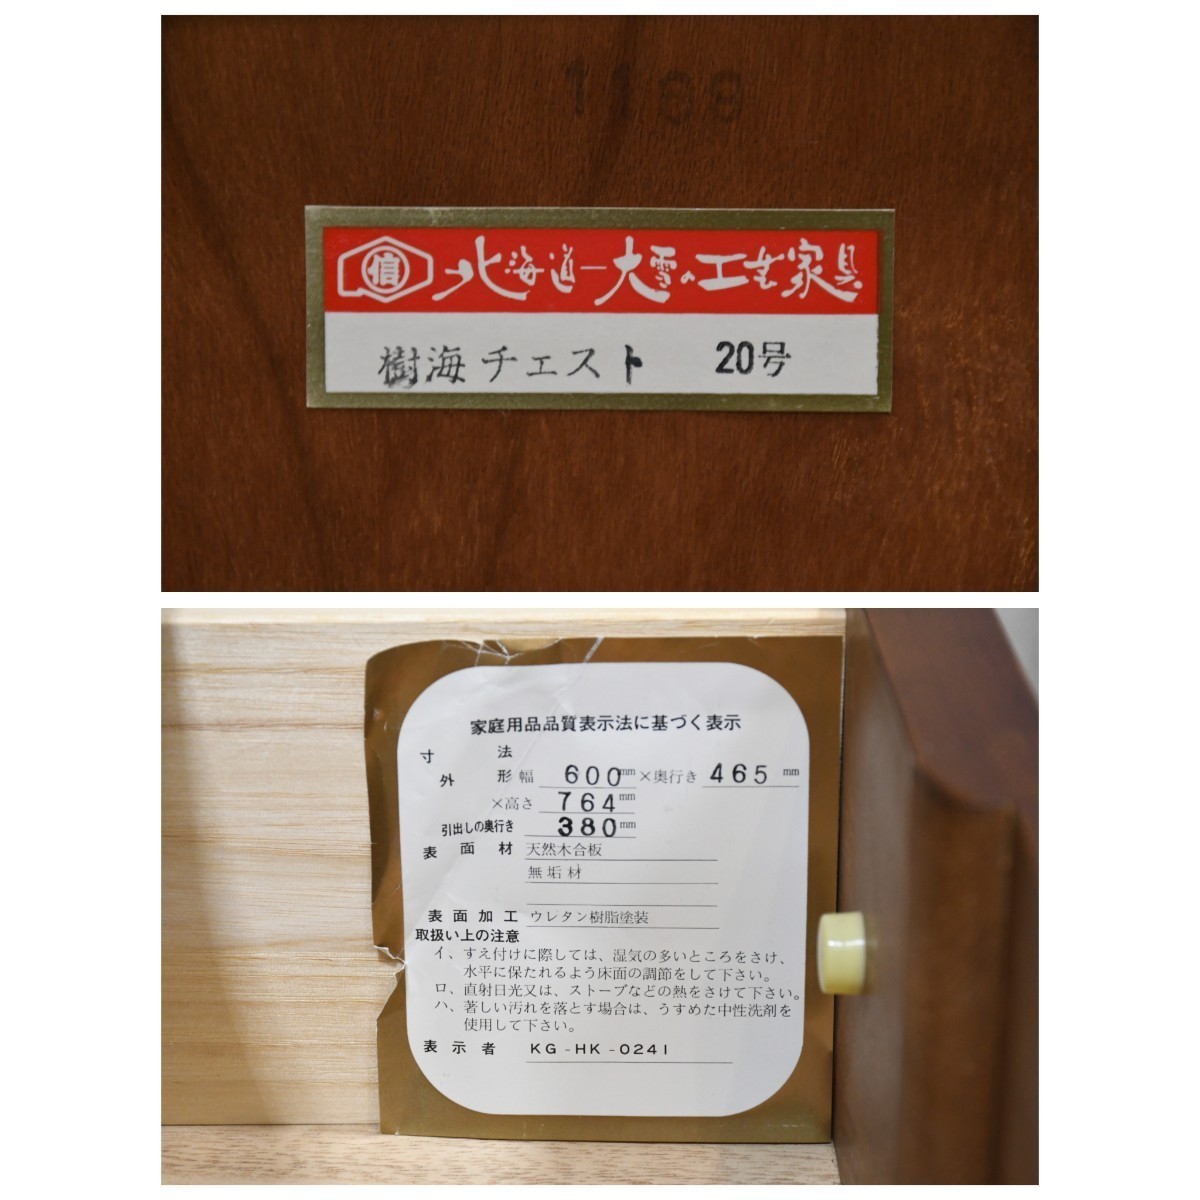 1169
信 北海道－大雪の工芸家具
樹海チェスト 20号
家庭用品品質表示法に基づく表示
寸法
外形 幅 600mm ×奥行き 465mm
×高さ 764mm
引出しの奥行き 380mm
表面材 天然木合板
無垢材
表面加工 ウレタン樹脂塗装
取扱い上の注意
イ、すえ付けに際しては、湿気の多いところをさけ、
水平に保たれるよう床面の調節をして下さい。
ロ、直射日光又は、ストーブなどの熱をさけて下さい。
ハ、著しい汚れを落とす場合は、うすめた中性洗剤を
使用して下さい。
表示者 KG-HK-0241